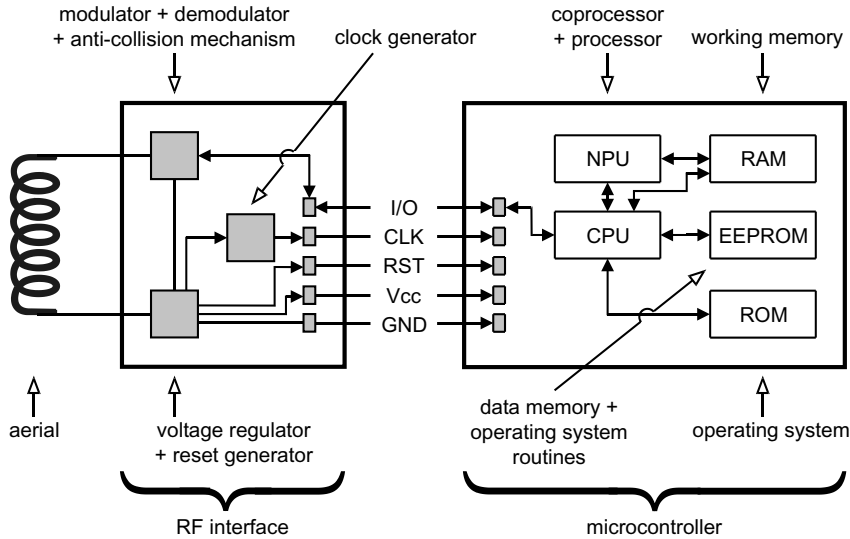 modulator + demodulator
+ anti-collision mechanism
clock generator
coprocessor
+ processor
working memory
NPU
RAM
I/O
CLK
RST
Vcc
GND
CPU
EEPROM
ROM
aerial
voltage regulator
+ reset generator
data memory +
operating system
routines
operating system
RF interface
microcontroller